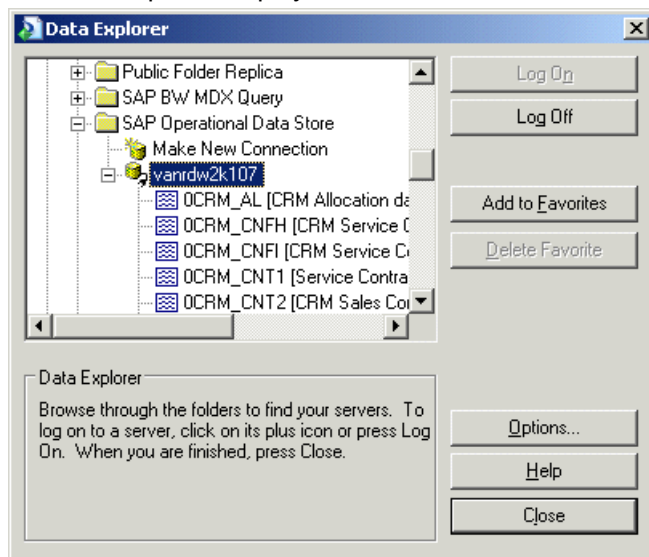 Data Explorer
Public Folder Replica
SAP BW MDX Query
SAP Operational Data Store
Make New Connection
vanrdw2k107
0CRM_AL [CRM Allocation da
0CRM_CNFH [CRM Service
0CRM_CNFI [CRM Service
0CRM_CNT1 [Service Contra
0CRM_CNT2 [CRM Sales
Log On
Log Off
Add to Favorites
Delete Favorite
Data Explorer
Browse through the folders to find your servers. To
log on to a server, click on its plus icon or press Log
On. When you are finished, press Close.
Options...
Help
Close